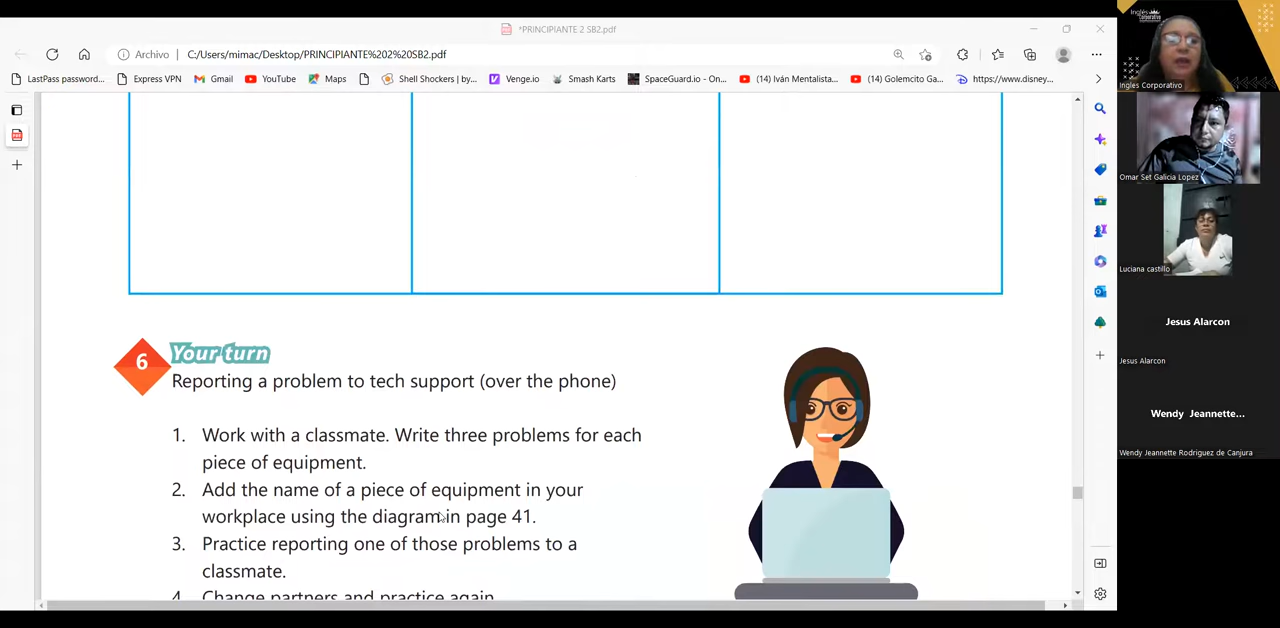 *PRINCIPIANTE 2 SB2.pdf
Archivo
C:/Users/mimac/Desktop/PRINCIPIANTE%202%20SB2.pdf
LastPass password...
Express VPN
Gmail
YouTube
Maps
Shell Shockers | by...
Venge.io
Smash Karts
SpaceGuard.io - On...
(14) Iván Mentalista...
(14) Golemcito Ga...
https://www.disney...
6
Your turn
Reporting a problem to tech support (over the phone)
1. Work with a classmate. Write three problems for each
piece of equipment.
2. Add the name of a piece of equipment in your
workplace using the diagram in page 41.
3. Practice reporting one of those problems to a
classmate.
4. Change partners and practice again.
Inglés
Corporativo
Ingles Corporativo
Omar Set Galicia Lopez
Luciana castillo
Jesus Alarcon
Jesus Alarcon
Wendy Jeannette...
Wendy Jeannette Rodriguez de Canjura